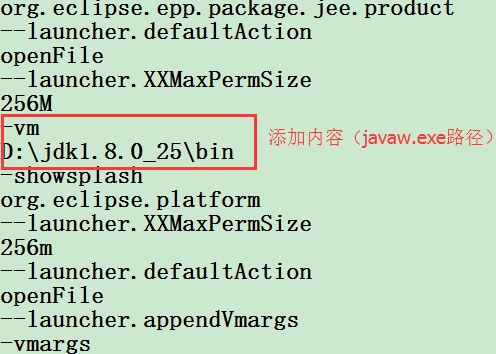 org.eclipse.epp.package.jee.product
--launcher.defaultAction
openFile
--launcher.XXMaxPermSize
256M
-vm
D:\jdk1.8.0_25\bin
添加内容（javaw.exe路径）
-showsplash
org.eclipse.platform
--launcher.XXMaxPermSize
256m
--launcher.defaultAction
openFile
--launcher.appendVmargs
-vmargs